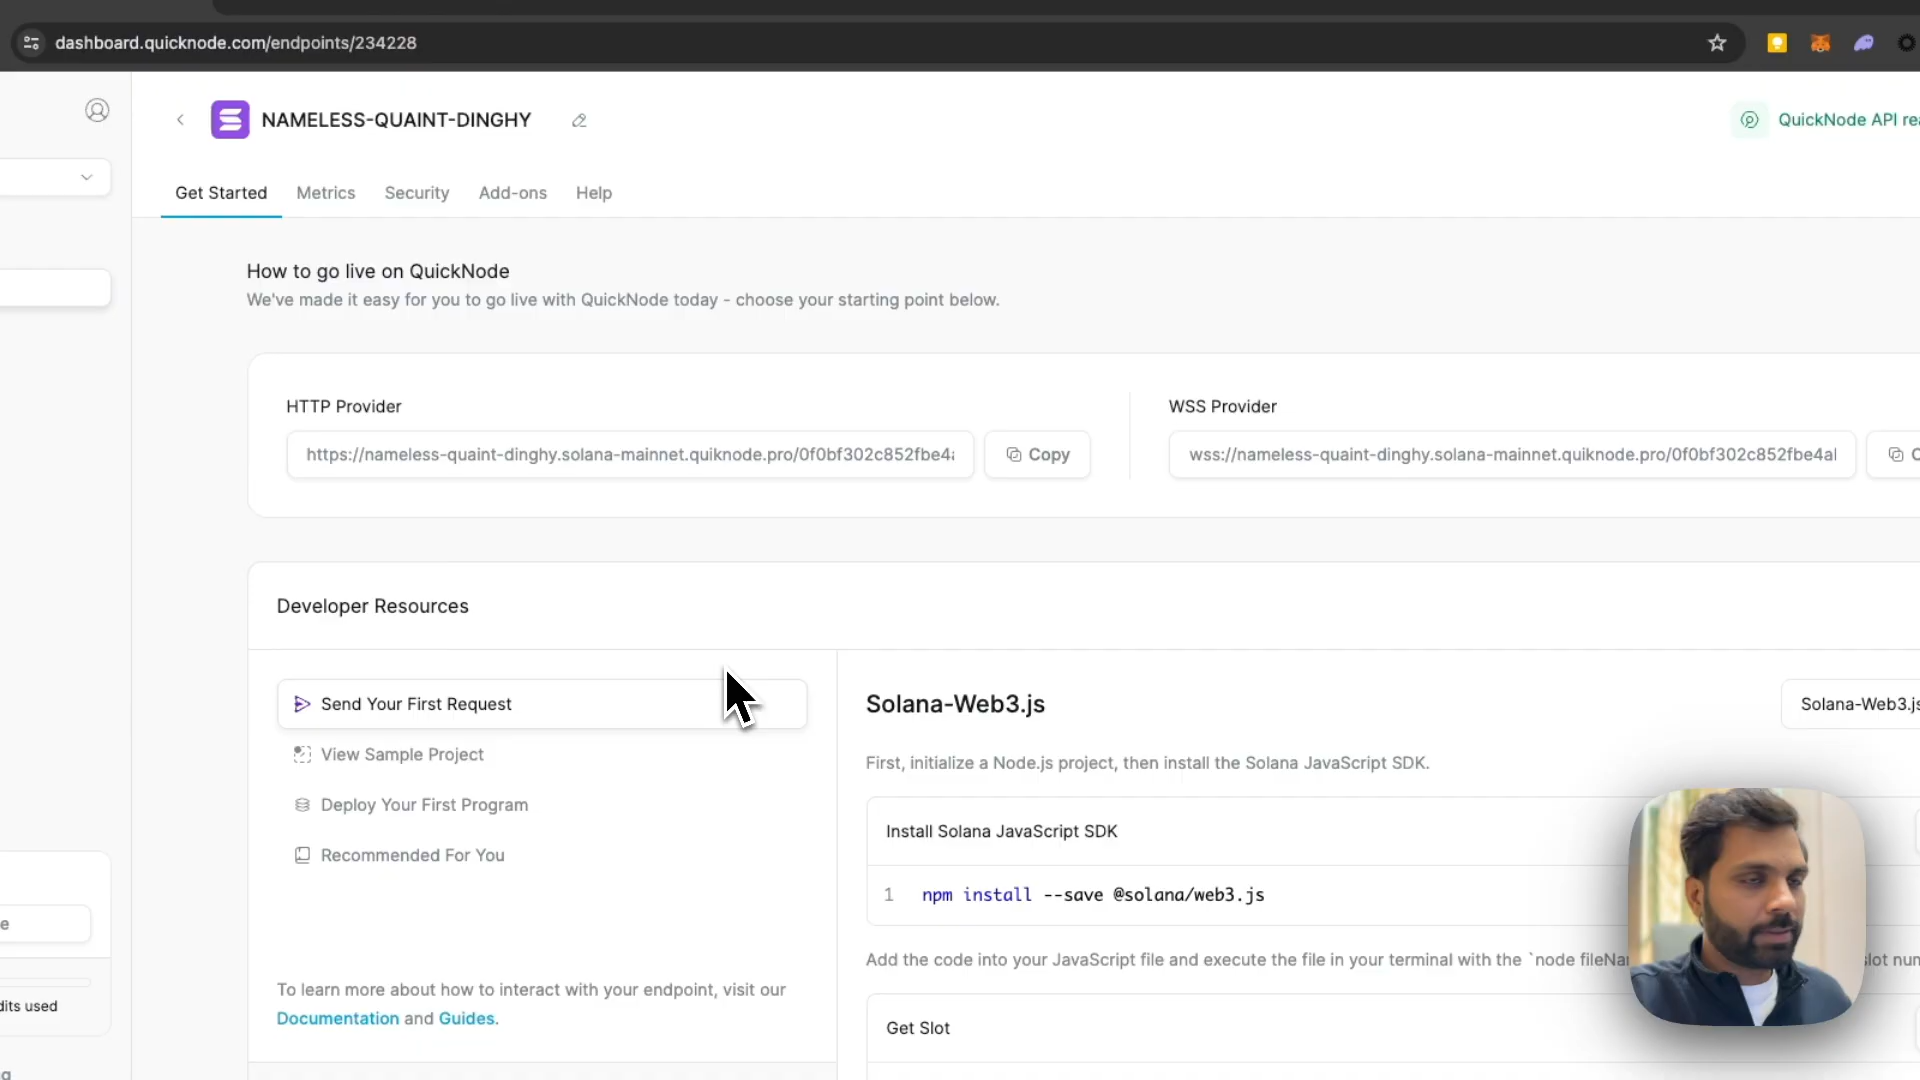 dashboard.quicknode.com/endpoints/234228
NAMELESS-QUAINT-DINGHY
QuickNode API
Get Started Metrics Security Add-ons Help
How to go live on QuickNode
We've made it easy for you to go live with QuickNode today - choose your starting point below.
HTTP Provider
WSS Provider
https://nameless-quaint-dinghy.solana-mainnet.quiknode.pro/0f0bf302c852fbe4
Copy
wss://nameless-quaint-dinghy.solana-mainnet.quiknode.pro/0f0bf302c852fbe4
Developer Resources
Send Your First Request
View Sample Project
Deploy Your First Program
Recommended For You
To learn more about how to interact with your endpoint, visit our
Documentation and Guides.
Solana-Web3.js
Solana-Web3.js
First, initialize a Node.js project, then install the Solana JavaScript SDK.
Install Solana JavaScript SDK
1 npm install --save @solana/web3.js
Add the code into your JavaScript file and execute the file in your terminal with the `node slot
Get Slot
dits used